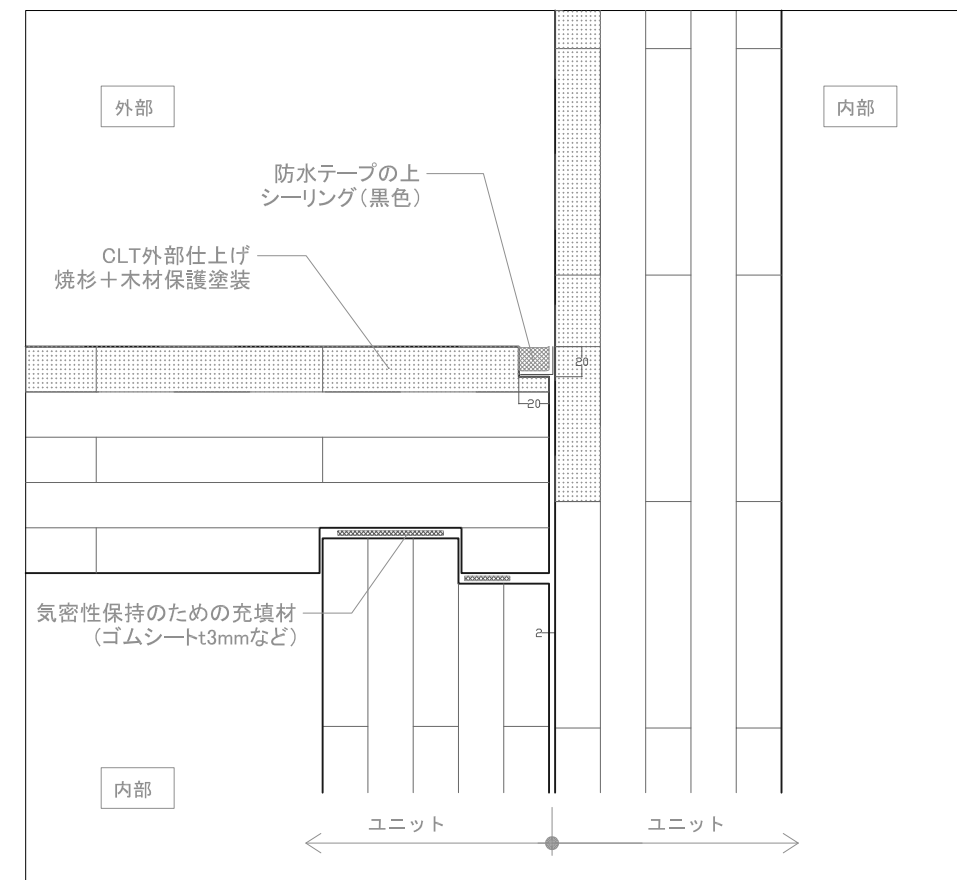 外部
内部
防水テープの上
シーリング（黒色）
CLT外部仕上げ
焼杉＋木材保護塗装
20
20
気密性保持のための充填材
（ゴムシートt3mmなど）
2
内部
ユニット
ユニット